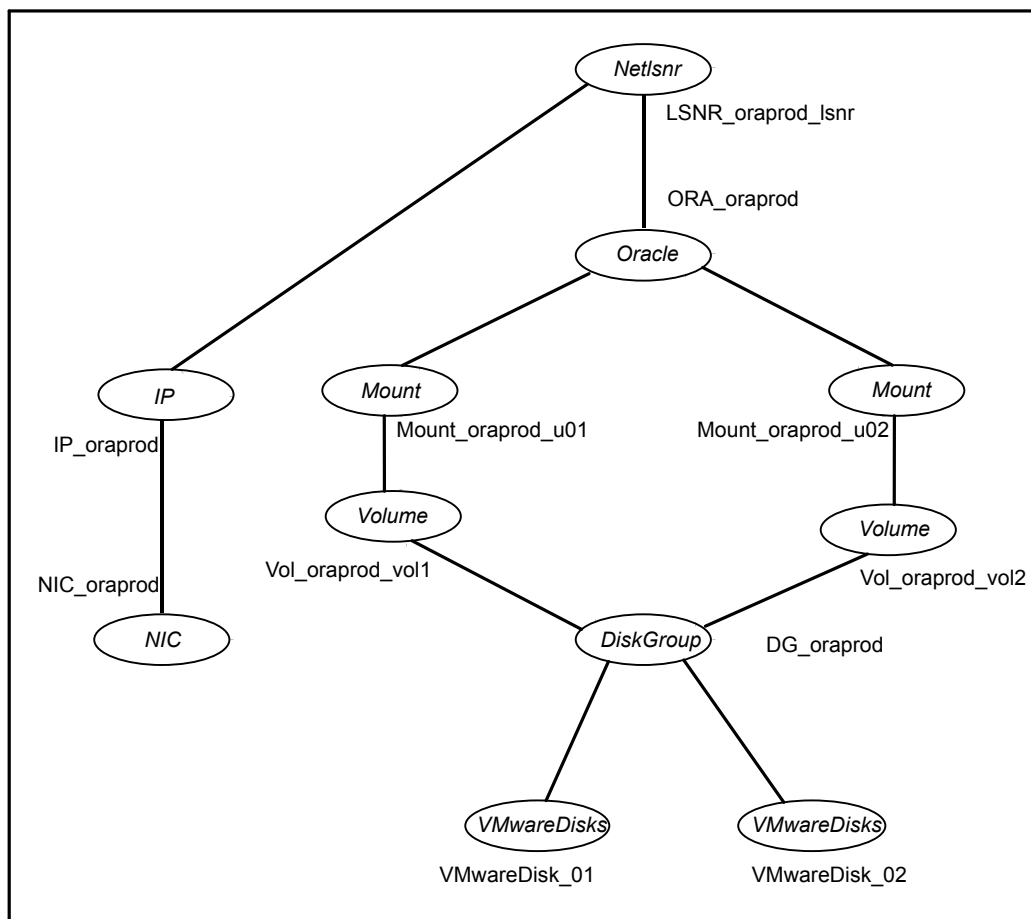 Netlsnr
LSNR_oraprod_lsnr
ORA_oraprod
Oracle
IP
Mount
Mount
IP_oraprod
Mount_oraprod_u01
Mount_oraprod_u02
Volume
Volume
Vol_oraprod_vol1
Vol_oraprod_vol2
NIC_oraprod
NIC
DiskGroup
DG_oraprod
VMwareDisks
VMwareDisks
VMwareDisk_01
VMwareDisk_02